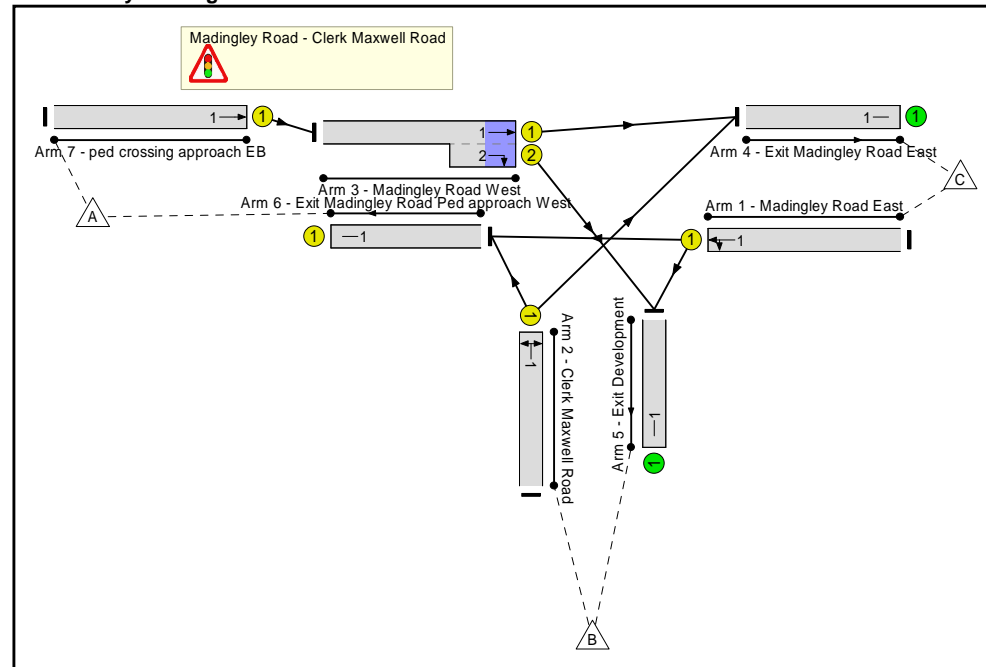 Madingley Road - Clerk Maxwell Road
1
1
Arm 7 - ped crossing approach EB
1
1
2
2
Arm 3 - Madingley Road West
1
1
Arm 4 - Exit Madingley Road East
C
A
Arm 6 - Exit Madingley Road Ped approach West
1
1
Arm 1 - Madingley Road East
1
1
1
1
Arm 2 - Clerk Maxwell Road
Arm 5 - Exit Development
1
1
B